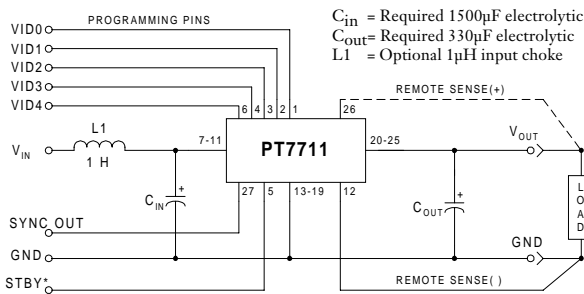 PROGRAMMING PINS
Cin = Required 1500µF electrolytic
Cout= Required 330µF electrolytic
L1 = Optional 1µH input choke
VID0
VID1
VID2
VID3
VID4
REMOTE SENSE(+)
6 4 3 2 1
26
L1
VIN
1 H
7-11
PT7711
20-25
VOUT
27 5 13-19 12
CIN
+
COUT
+
LOAD
SYNC OUT
GND
GND
STBY*
REMOTE SENSE( )